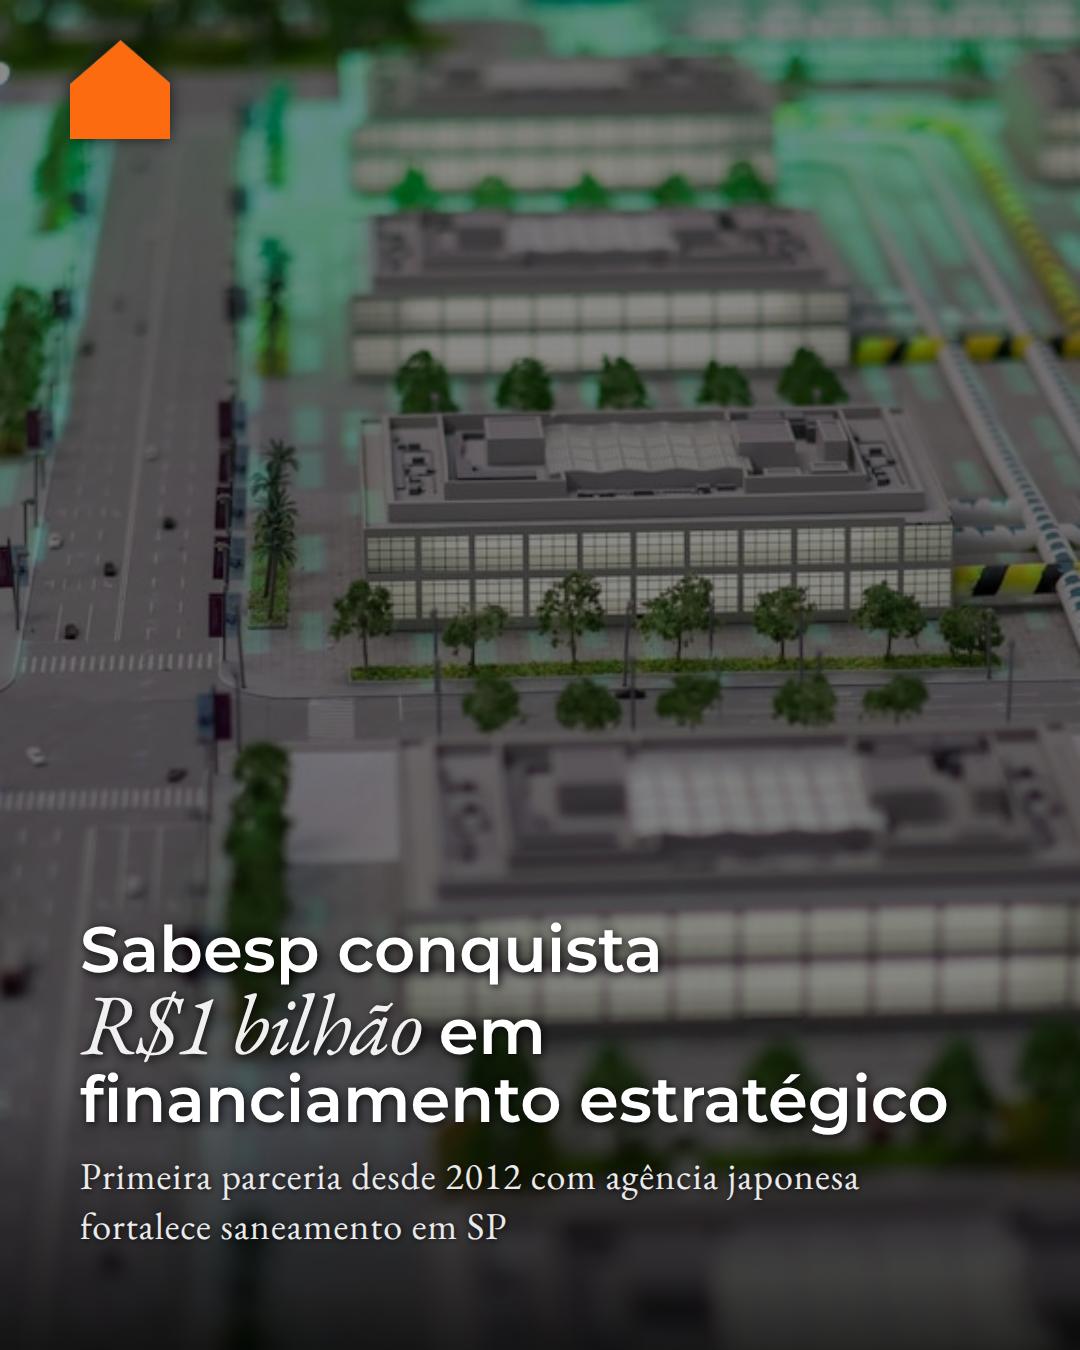 Sabesp conquista
R$1 bilhão em
financiamento estratégico
Primeira parceria desde 2012 com agência japonesa
fortalece saneamento em SP